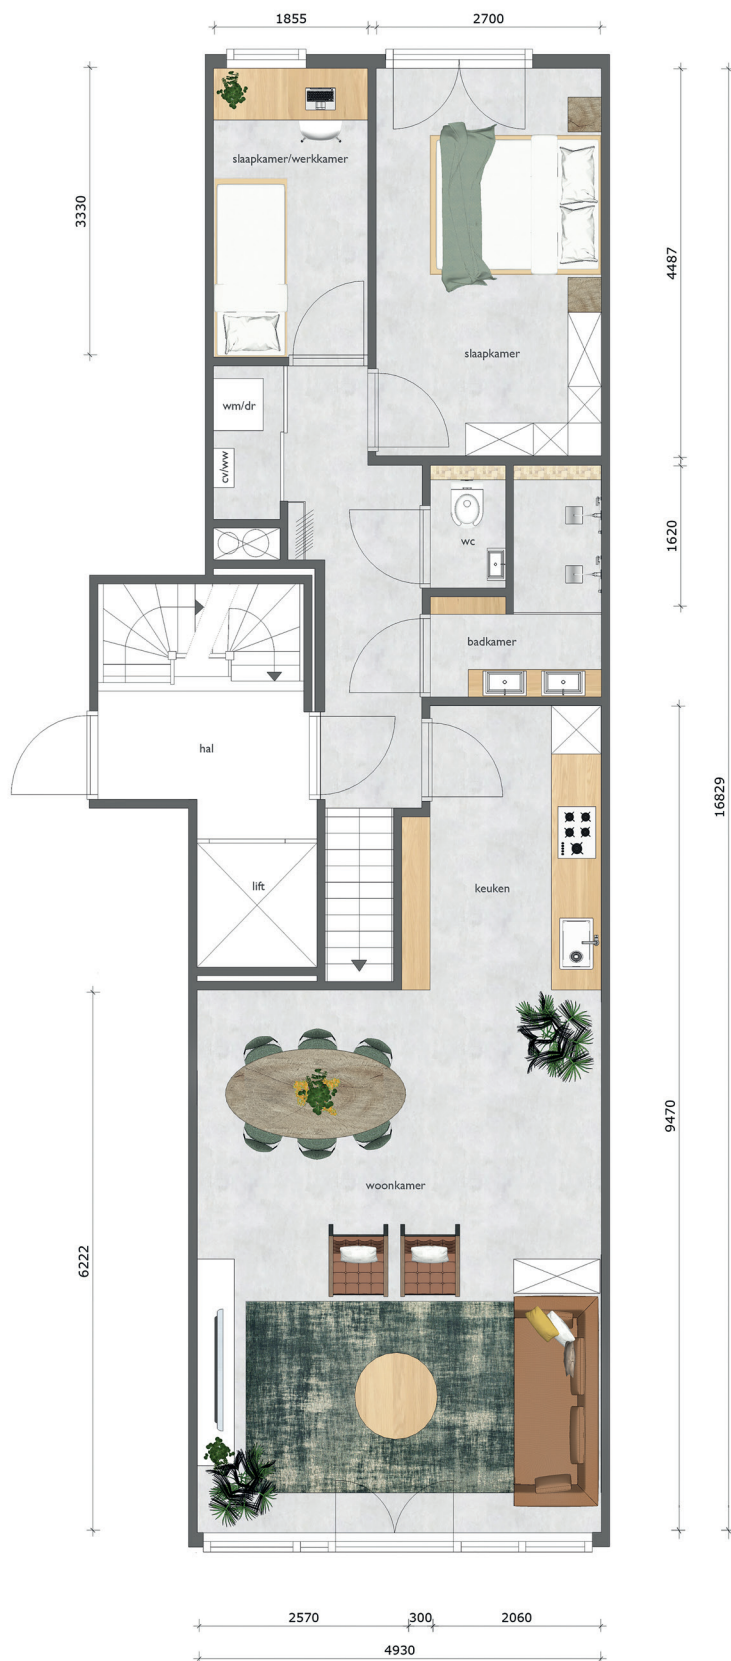 1855
2700
slaapkamer/werkkamer
3330
4487
slaapkamer
wm/dr
cv/ww
wc
1620
badkamer
hal
16829
lift
keuken
9470
woonkamer
6222
2570
300
2060
4930